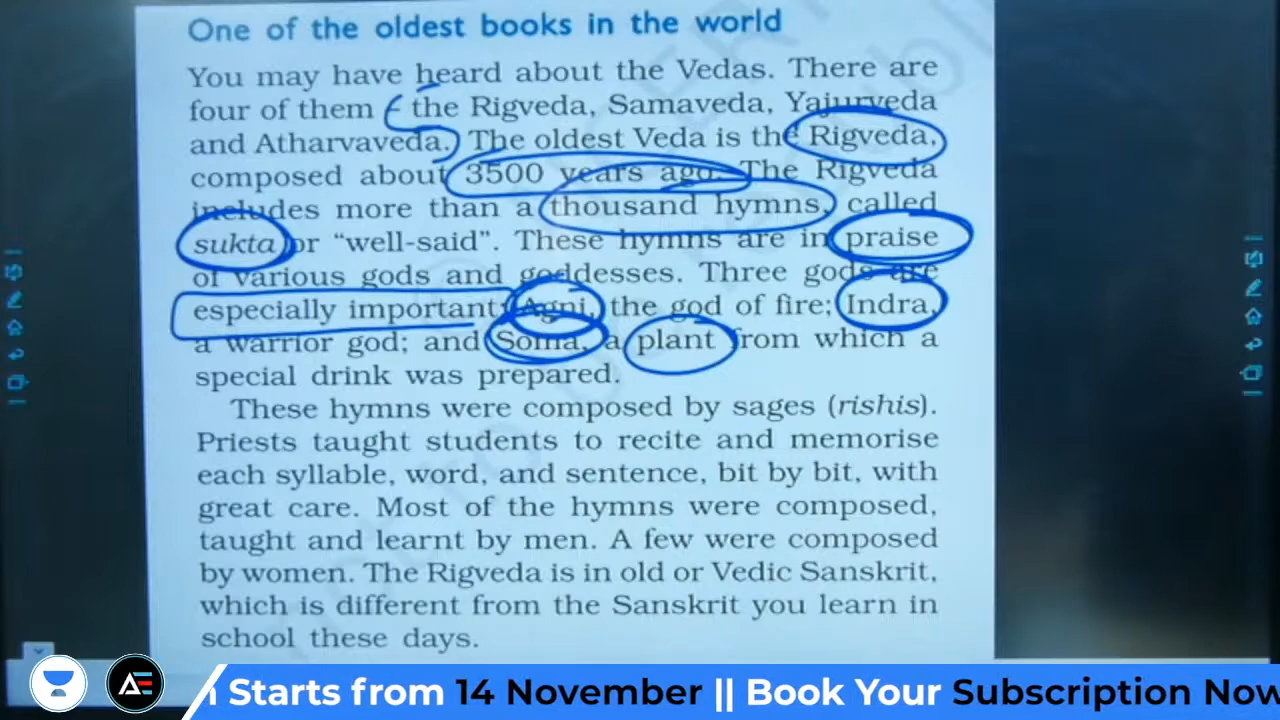 One of the oldest books in the world
You may have heard about the Vedas. There are
four of them – the Rigveda, Samaveda, Yajurveda
and Atharvaveda. The oldest Veda is the Rigveda,
composed about 3500 years ago. The Rigveda
includes more than a thousand hymns, called
sukta or “well-said”. These hymns are in praise
of various gods and goddesses. Three gods are
especially important: Agni, the god of fire; Indra,
a warrior god; and Soma, a plant from which a
special drink was prepared.
These hymns were composed by sages (rishis).
Priests taught students to recite and memorise
each syllable, word, and sentence, bit by bit, with
great care. Most of the hymns were composed,
taught and learnt by men. A few were composed
by women. The Rigveda is in old or Vedic Sanskrit,
which is different from the Sanskrit you learn in
school these days.
Starts from 14 November || Book Your Subscription Now